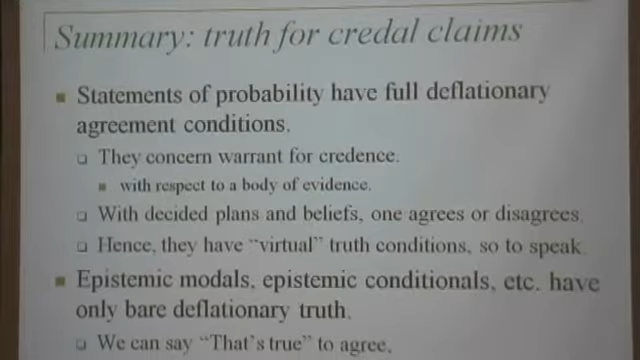 Summary: truth for credal claims
Statements of probability have full deflationary
agreement conditions.
They concern warrant for credence.
with respect to a body of evidence.
With decided plans and beliefs, one agrees or disagrees.
Hence, they have "virtual" truth conditions, so to speak.
Epistemic modals, epistemic conditionals, etc. have
only bare deflationary truth.
We can say "That's true" to agree.